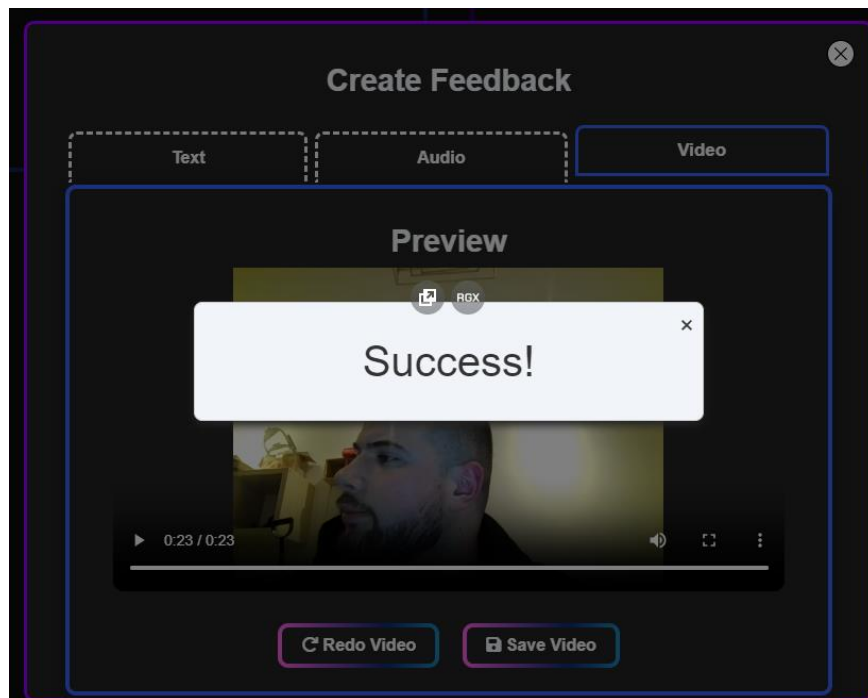 Create Feedback
Text Audio Video
Preview
RGX
Success!
0:23 / 0:23
Redo Video Save Video